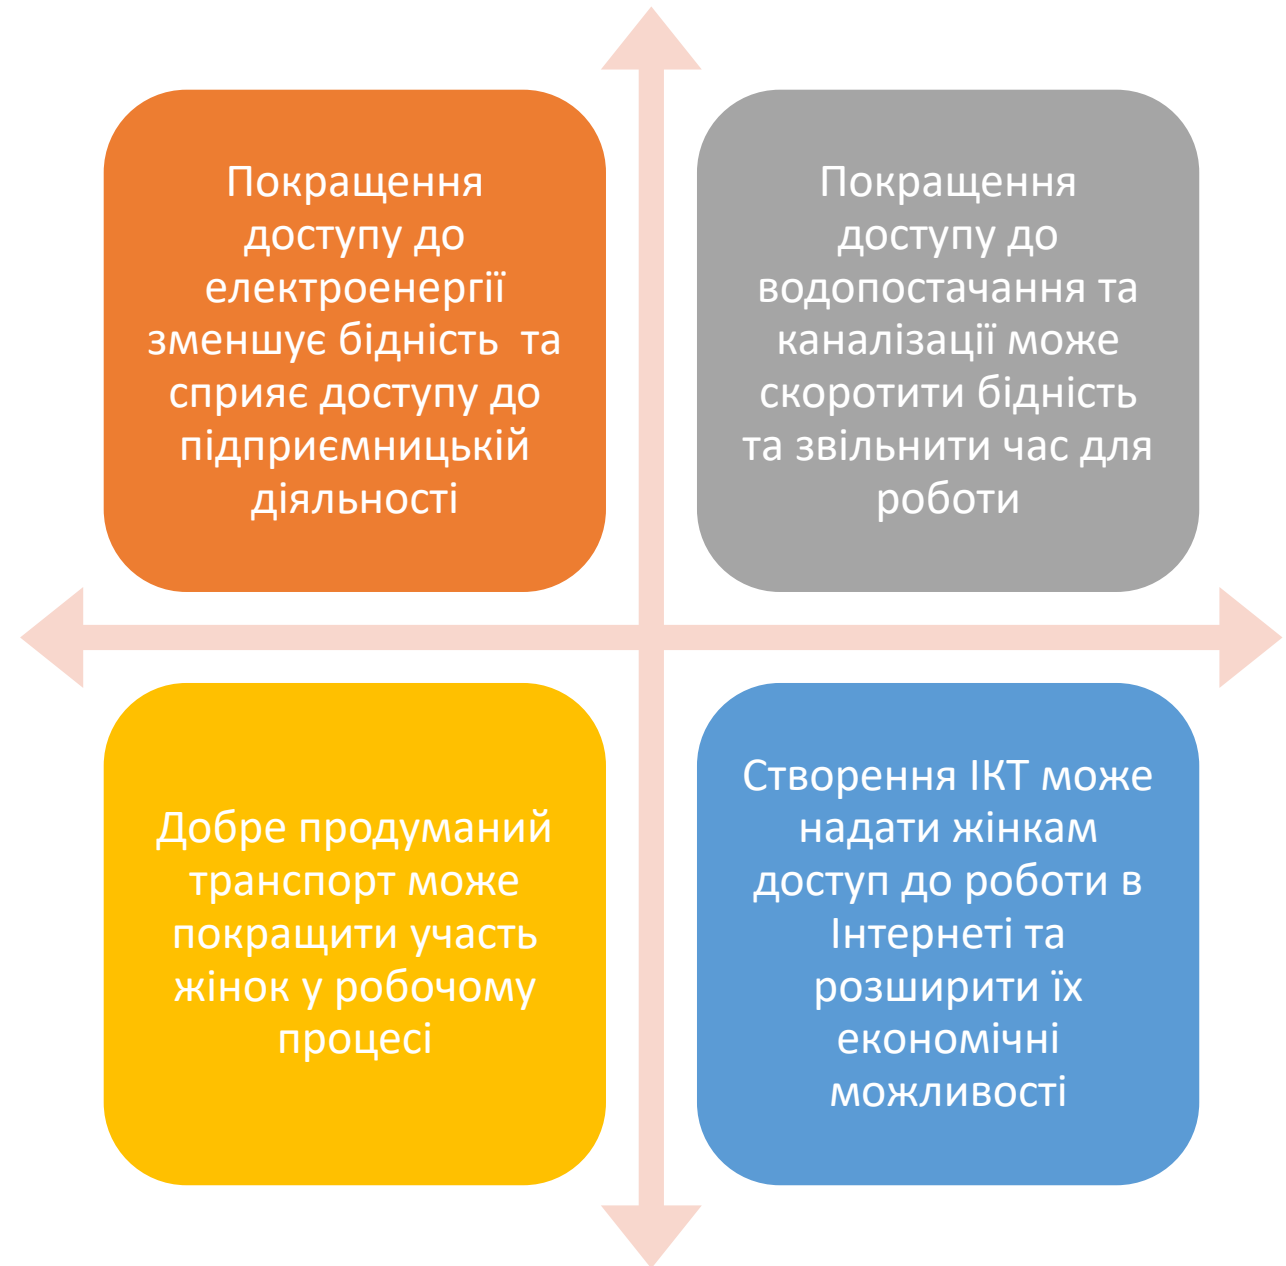 Покращення
доступу до
електроенергії
зменшує бідність  та
сприяє доступу до
підприємницькій
діяльності
Покращення
доступу до
водопостачання та
каналізації може
скоротити бідність
та звільнити час для
роботи
Добре продуманий
транспорт може
покращити участь
жінок у робочому
процесі
Створення ІКТ може
надати жінкам
доступ до роботи в
Інтернеті та
розширити їх
економічні
можливості